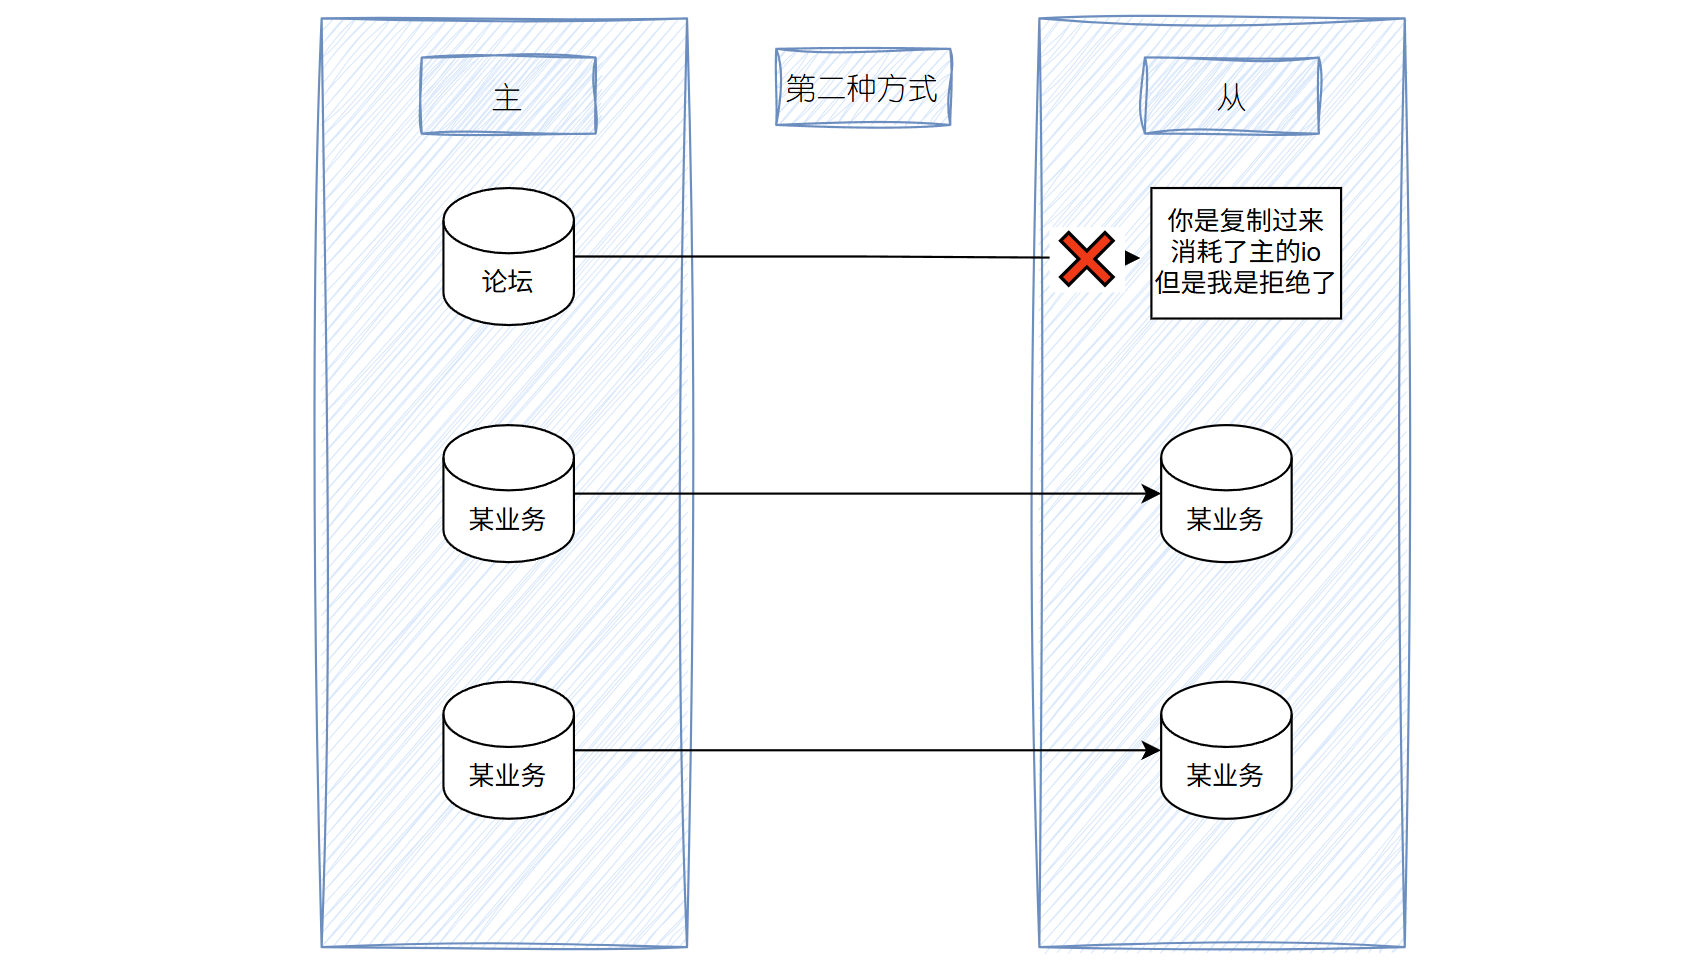 主
第二种方式
从
论坛
你是复制过来
消耗了主的io
但是我是拒绝了
某业务
某业务
某业务
某业务